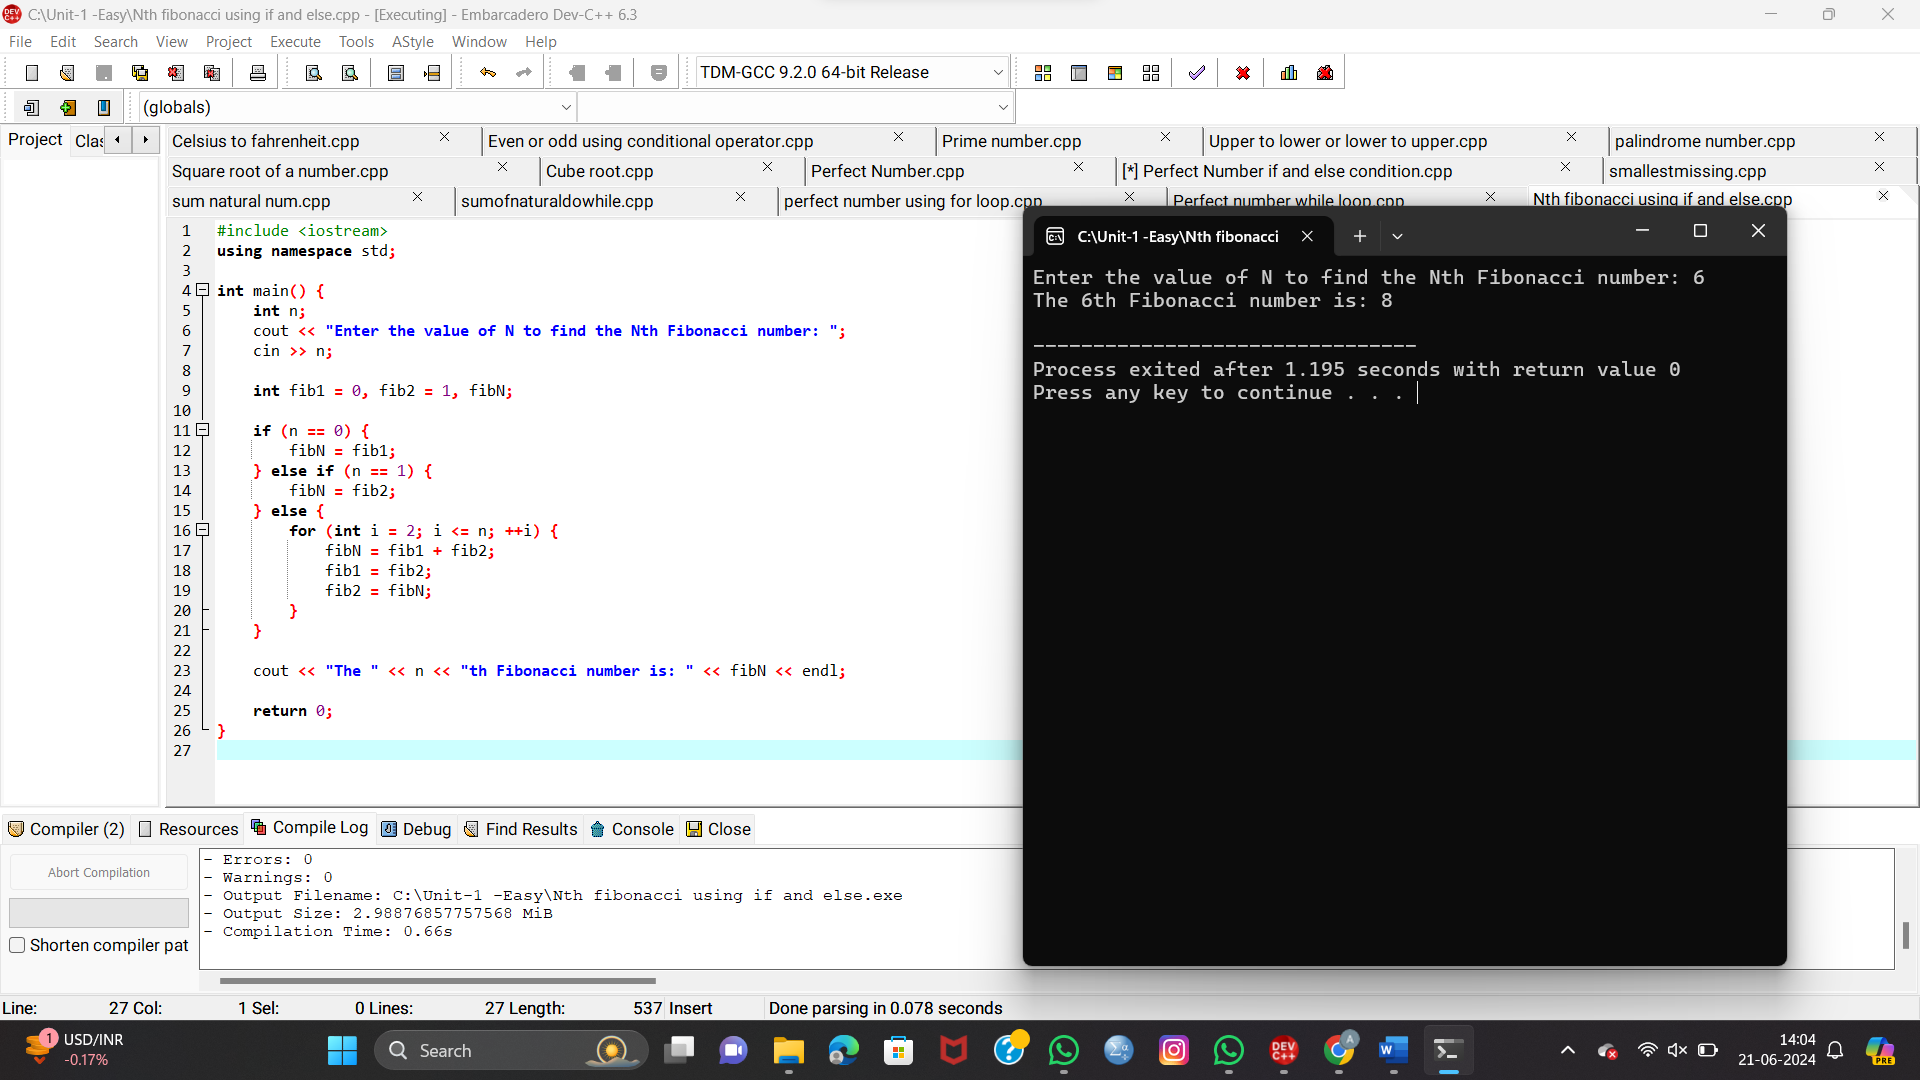 C:\Unit-1 -Easy\Nth fibonacci using if and else.cpp - [Executing] - Embarcadero Dev-C++ 6.3
File Edit Search View Project Execute Tools AStyle Window Help
TDM-GCC 9.2.0 64-bit Release
(globals)
Project Clas
Celsius to fahrenheit.cpp Even or odd using conditional operator.cpp Prime number.cpp Upper to lower or lower to upper.cpp palindrome number.cpp
Square root of a number.cpp Cube root.cpp Perfect Number.cpp [*] Perfect Number if and else condition.cpp smallestmissing.cpp
sum natural num.cpp sumofnaturaldowhile.cpp perfect number using for loop.cpp Perfect number while loop.cpp Nth fibonacci using if and else.cpp
1 #include <iostream>
2 using namespace std;
3
4 int main() {
5 int n;
6 cout << "Enter the value of N to find the Nth Fibonacci number: ";
7 cin >> n;
8
9 int fib1 = 0, fib2 = 1, fibN;
10
11 if (n == 0) {
12 fibN = fib1;
13 } else if (n == 1) {
14 fibN = fib2;
15 } else {
16 for (int i = 2; i <= n; ++i) {
17 fibN = fib1 + fib2;
18 fib1 = fib2;
19 fib2 = fibN;
20 }
21 }
22
23 cout << "The " << n << "th Fibonacci number is: " << fibN << endl;
24
25 return 0;
26 }
27
C:\Unit-1 -Easy\Nth fibonacci
Enter the value of N to find the Nth Fibonacci number: 6
The 6th Fibonacci number is: 8
--------------------------------
Process exited after 1.195 seconds with return value 0
Press any key to continue . . .
Compiler (2) Resources Compile Log Debug Find Results Console Close
Abort Compilation
Shorten compiler pat
- Errors: 0
- Warnings: 0
- Output Filename: C:\Unit-1 -Easy\Nth fibonacci using if and else.exe
- Output Size: 2.98876857757568 MiB
- Compilation Time: 0.66s
Line: 27 Col: 1 Sel: 0 Lines: 27 Length: 537 Insert Done parsing in 0.078 seconds
1 USD/INR
-0.17%
Search
DEV C++
A
14:04
21-06-2024
PRE